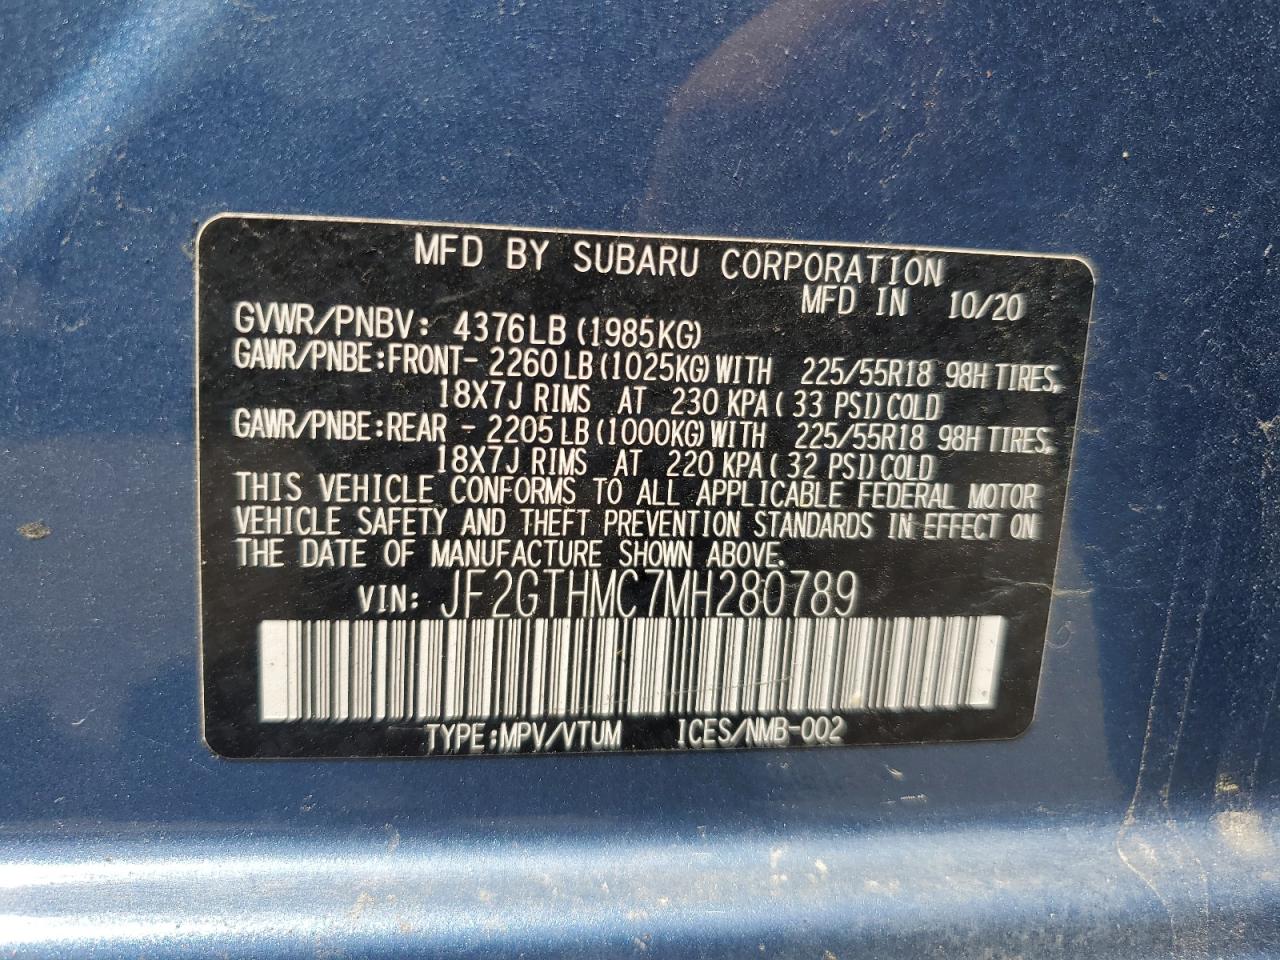 MFD BY SUBARU CORPORATION
MFD IN 10/20
GVWR/PNBV: 4376LB (1985KG)
GAWR/PNBE:FRONT- 2260LB (1025KG) WITH 225/55R18 98H TIRES,
18X7J RIMS AT 230 KPA ( 33 PSI) COLD
GAWR/PNBE:REAR - 2205LB (1000KG) WITH 225/55R18 98H TIRES,
18X7J RIMS AT 220 KPA ( 32 PSI) COLD
THIS VEHICLE CONFORMS TO ALL APPLICABLE FEDERAL MOTOR
VEHICLE SAFETY AND THEFT PREVENTION STANDARDS IN EFFECT ON
THE DATE OF MANUFACTURE SHOWN ABOVE.
VIN: JF2GTHMC7MH280789
TYPE:MPV/VTUM ICES/NMB-002